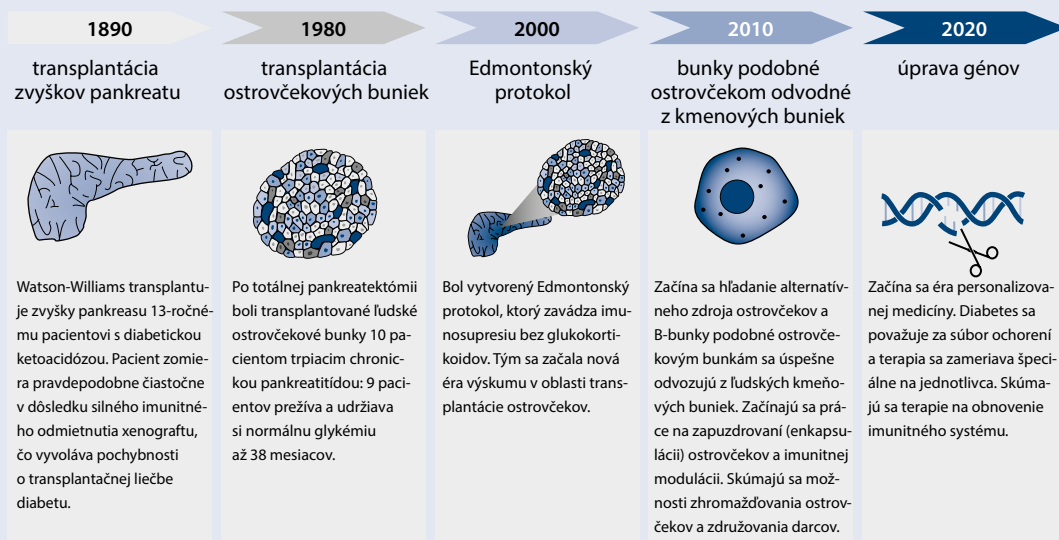 1890
1980
2000
2010
2020
transplantácia
zvyškov pankreatu
transplantácia
ostrovčekových buniek
Edmontonský
protokol
bunky podobné
ostrovčekom odvodné
z kmenových buniek
úprava génov
Watson-Williams transplantu-
je zvyšky pankreasu 13-ročné-
mu pacientovi s diabetickou
ketoacidózou. Pacient zomie-
ra pravdepodobne čiastočne
v dôsledku silného imunitné-
ho odmietnutia xenograftu,
čo vyvoláva pochybnosti
o transplantačnej liečbe
diabetu.
Po totálnej pankreatektómii
boli transplantované ľudské
ostrovčekové bunky 10 pa-
cientom trpiacim chronic-
kou pankreatitídou: 9 paci-
entov prežíva a udržiava
si normálnu glykémiu
až 38 mesiacov.
Bol vytvorený Edmontonský
protokol, ktorý zavádza imu-
nosupresiu bez glukokorti-
koidov. Tým sa začala nová
éra výskumu v oblasti trans-
plantácie ostrovčekov.
Začína sa hľadanie alternatív-
neho zdroja ostrovčekov a
B-bunky podobné ostrovče-
kovým bunkám sa úspešne
odvozujú z ľudských kmeňo-
vých buniek. Začínajú sa prá-
ce na zapuzdrovaní (enkapsu-
lácii) ostrovčekov a imunitnej
modulácii. Skúmajú sa mož-
nosti zhromažďovania ostrov-
čekov a združovania darcov.
Začína sa éra personalizova-
nej medicíny. Diabetes sa
považuje za súbor ochorení
a terapia sa zameriava špeci-
álne na jednotlivca. Skúma-
jú sa terapie na obnovenie
imunitného systému.